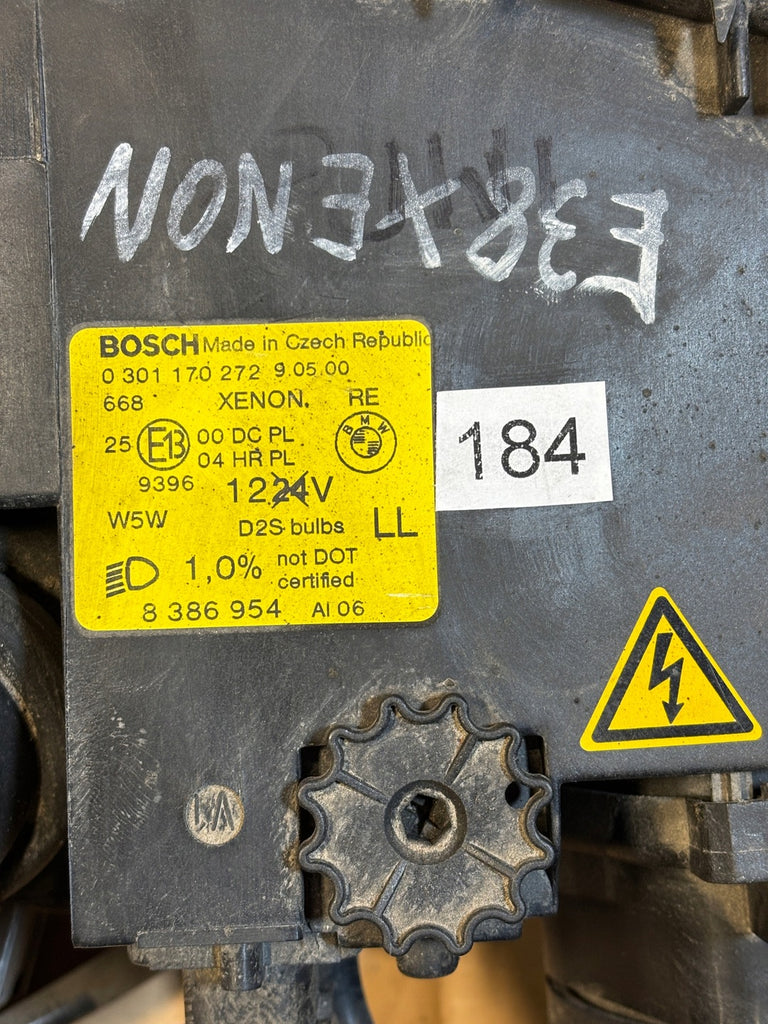 E38 XENON
BOSCH Made in Czech Republic
0 301 170 272 9.05.00
668 XENON. RE
25 E13 00 DC PL
04 HR PL
BMW
9396 1224V
W5W D2S bulbs LL
1,0% not DOT
certified
8 386 954 AI 06
184